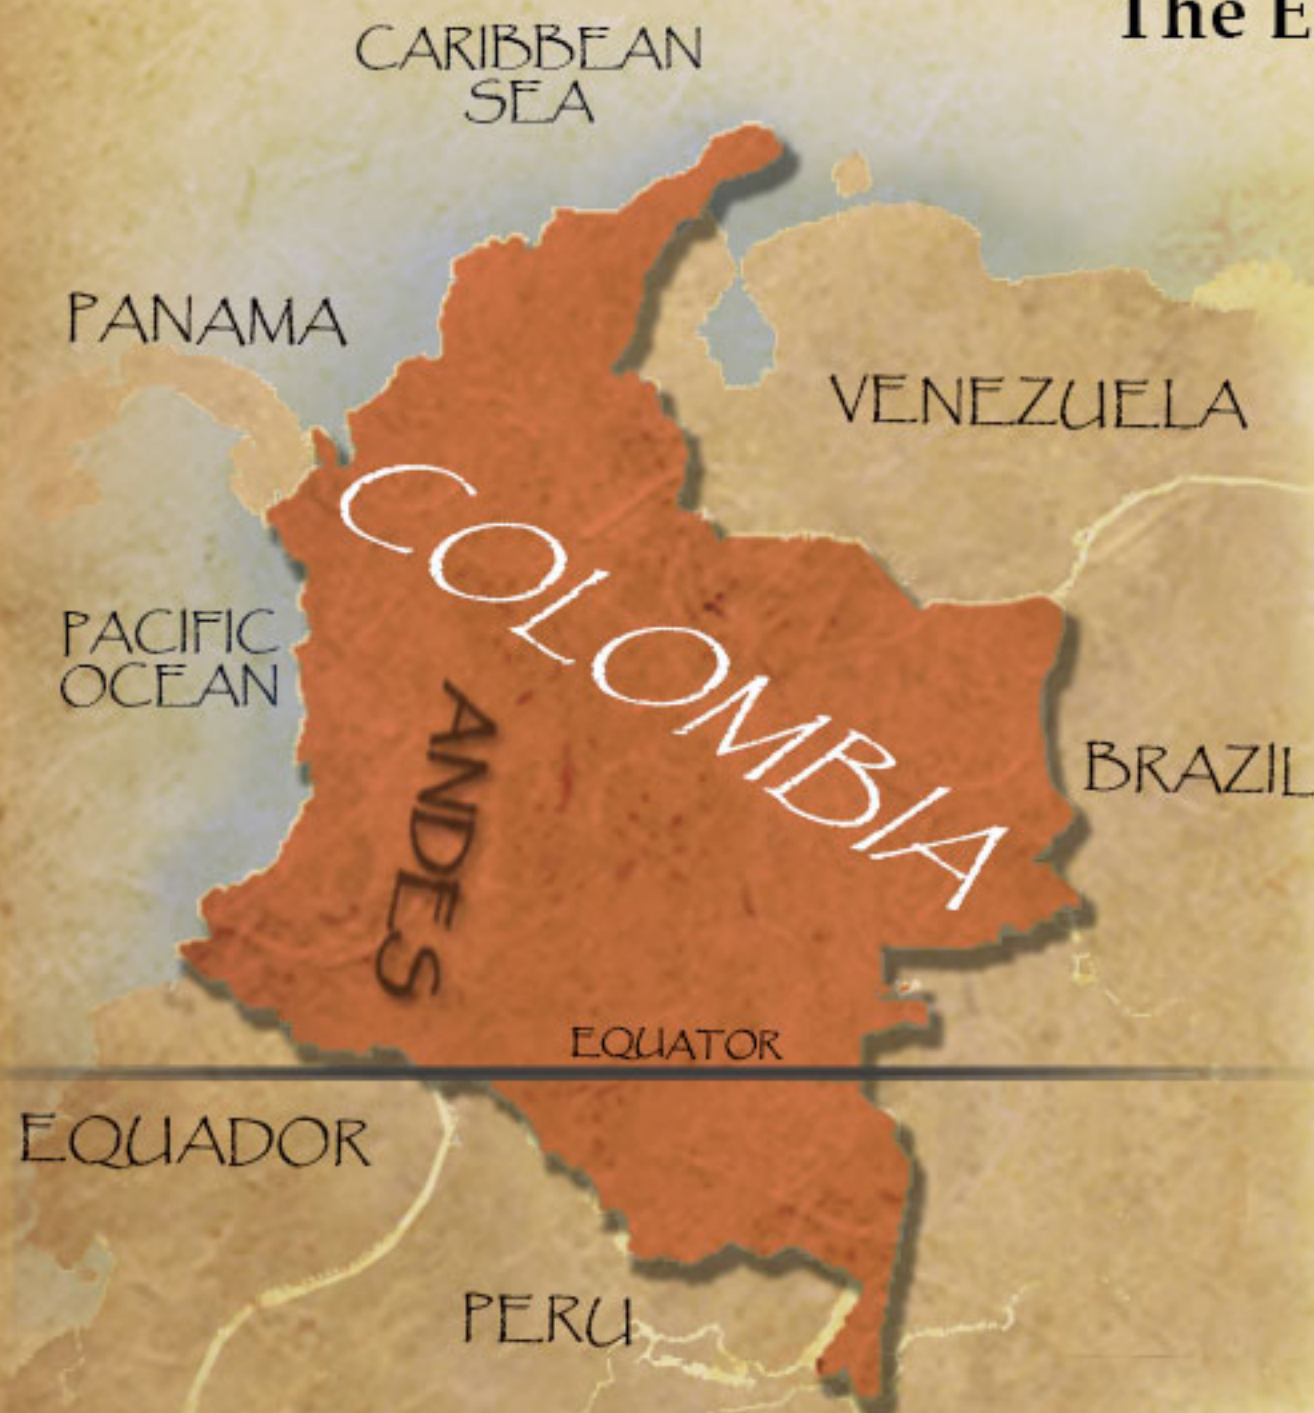 The E
CARIBBEAN
SEA
PANAMA
VENEZUELA
COLOMBIA
PACIFIC
OCEAN
ANDES
BRAZIL
EQUATOR
EQUADOR
PERU